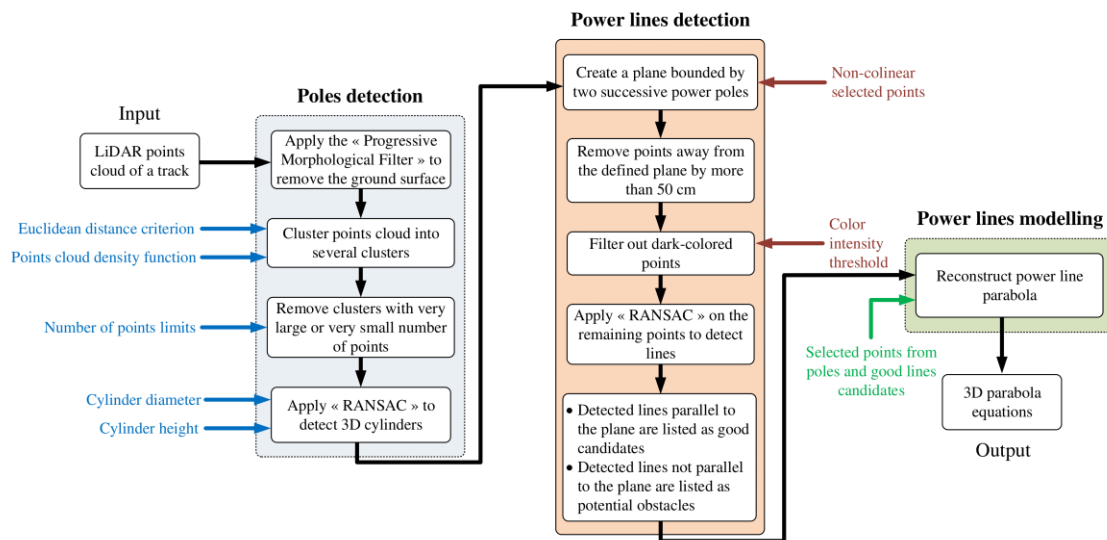 Input
LiDAR points
cloud of a track
Poles detection
Apply the « Progressive
Morphological Filter » to
remove the ground surface
Euclidean distance criterion
Points cloud density function
Cluster points cloud into
several clusters
Number of points limits
Remove clusters with very
large or very small number
of points
Cylinder diameter
Cylinder height
Apply « RANSAC » to
detect 3D cylinders
Power lines detection
Create a plane bounded by
two successive power poles
Non-colinear
selected points
Remove points away from
the defined plane by more
than 50 cm
Filter out dark-colored
points
Color
intensity
threshold
Apply « RANSAC » on the
remaining points to detect
lines
• Detected lines parallel to
the plane are listed as good
candidates
• Detected lines not parallel
to the plane are listed as
potential obstacles
Power lines modelling
Reconstruct power line
parabola
Selected points from
poles and good lines
candidates
3D parabola
equations
Output